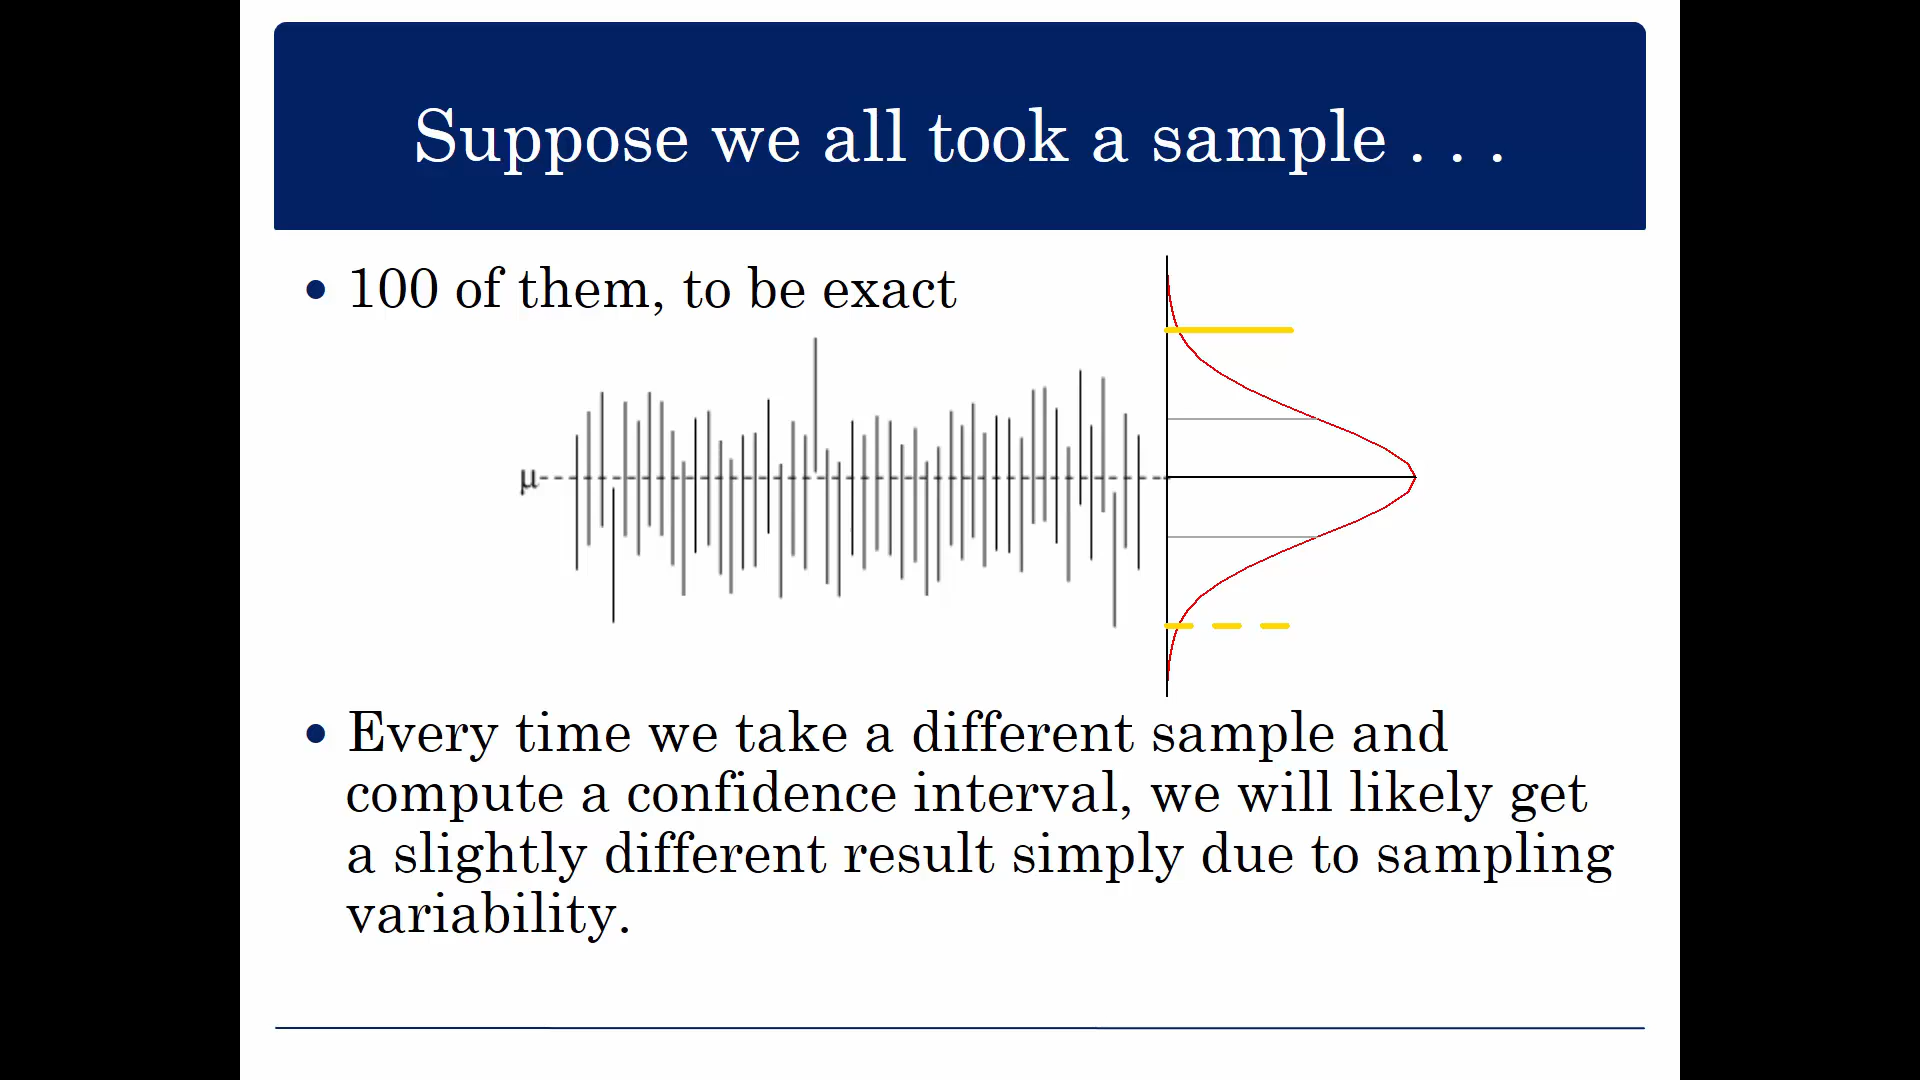 Suppose we all took a sample . . .
• 100 of them, to be exact
μ
• Every time we take a different sample and
compute a confidence interval, we will likely get
a slightly different result simply due to sampling
variability.